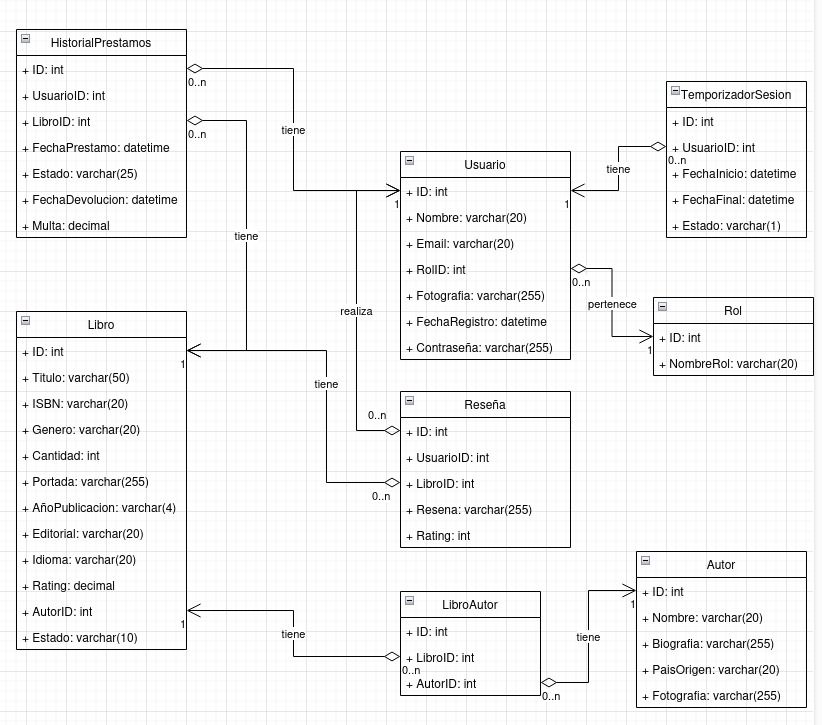 HistorialPrestamos
+ ID: int
+ UsuarioID: int
+ LibroID: int
+ FechaPrestamo: datetime
+ Estado: varchar(25)
+ FechaDevolucion: datetime
+ Multa: decimal
0..n
0..n
tiene
tiene
TemporizadorSesion
+ ID: int
+ UsuarioID: int
+ FechaInicio: datetime
+ FechaFinal: datetime
+ Estado: varchar(1)
0..n
tiene
1
Usuario
+ ID: int
+ Nombre: varchar(20)
+ Email: varchar(20)
+ RolID: int
+ Fotografia: varchar(255)
+ FechaRegistro: datetime
+ Contraseña: varchar(255)
1
0..n
pertenece
1
Rol
+ ID: int
+ NombreRol: varchar(20)
realiza
Libro
+ ID: int
+ Titulo: varchar(50)
+ ISBN: varchar(20)
+ Genero: varchar(20)
+ Cantidad: int
+ Portada: varchar(255)
+ AñoPublicacion: varchar(4)
+ Editorial: varchar(20)
+ Idioma: varchar(20)
+ Rating: decimal
+ AutorID: int
+ Estado: varchar(10)
1
1
tiene
0..n
0..n
Reseña
+ ID: int
+ UsuarioID: int
+ LibroID: int
+ Resena: varchar(255)
+ Rating: int
tiene
LibroAutor
+ ID: int
+ LibroID: int
+ AutorID: int
0..n
0..n
tiene
1
Autor
+ ID: int
+ Nombre: varchar(20)
+ Biografia: varchar(255)
+ PaisOrigen: varchar(20)
+ Fotografia: varchar(255)